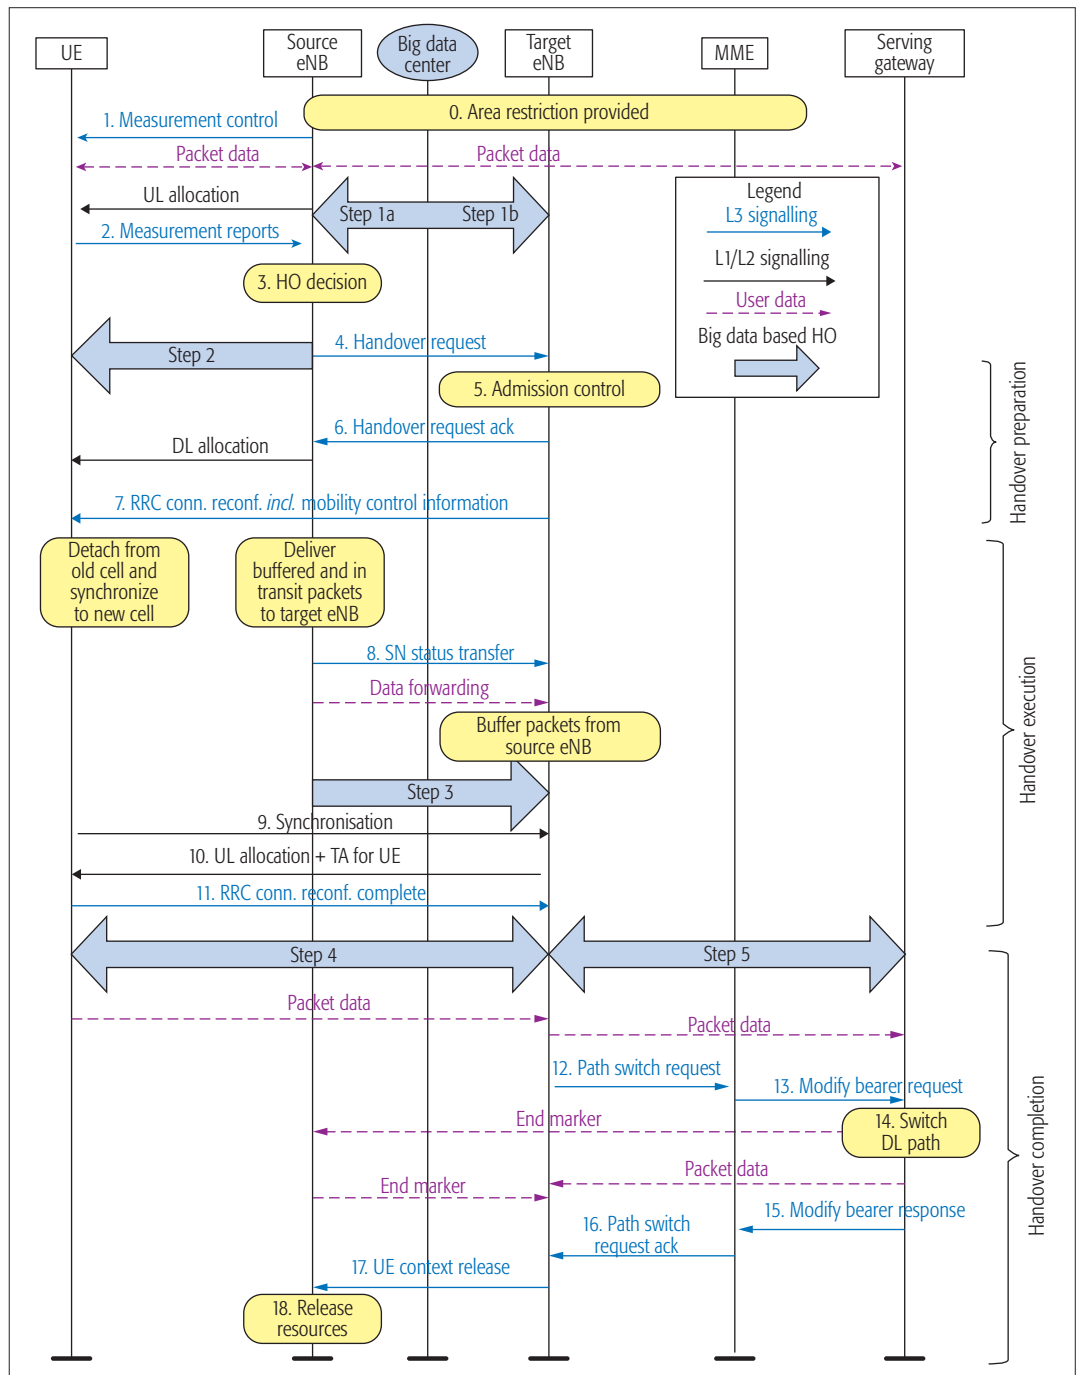 UE
Source
eNB
Big data
center
Target
eNB
MME
Serving
gateway
0. Area restriction provided
1. Measurement control
Packet data
Packet data
UL allocation
Step 1a
Step 1b
2. Measurement reports
3. HO decision
Legend
L3 signalling
L1/L2 signalling
User data
Big data based HO
Step 2
4. Handover request
5. Admission control
6. Handover request ack
DL allocation
7. RRC conn. reconf. incl. mobility control information
Handover preparation
Detach from
old cell and
synchronize
to new cell
Deliver
buffered and in
transit packets
to target eNB
8. SN status transfer
Data forwarding
Buffer packets from
source eNB
Step 3
9. Synchronisation
10. UL allocation + TA for UE
11. RRC conn. reconf. complete
Handover execution
Step 4
Step 5
Packet data
Packet data
12. Path switch request
13. Modify bearer request
End marker
14. Switch
DL path
Packet data
End marker
15. Modify bearer response
16. Path switch
request ack
17. UE context release
18. Release
resources
Handover completion